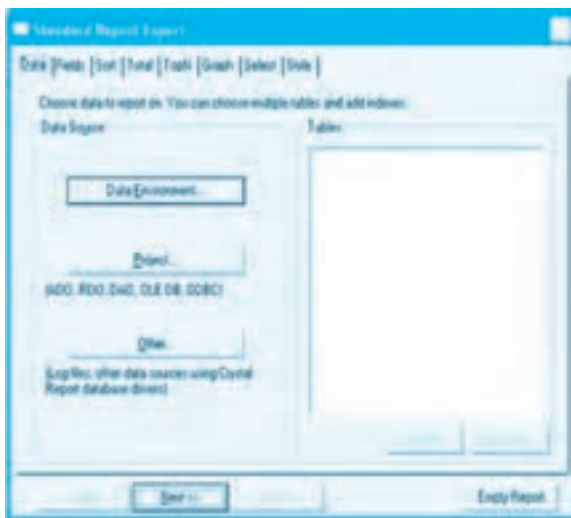 Standard Report Expert
Data Fields Sort Total TopN Graph Select Style
Choose data to report on. You can choose multiple tables and add indexes.
Data Source
Data Environment...
Project...
(ADO, RDO, DAO, OLE DB, ODBC)
Other...
(Log files, other data sources using Crystal
Report database drivers)
Tables:
Next >>
Empty Report